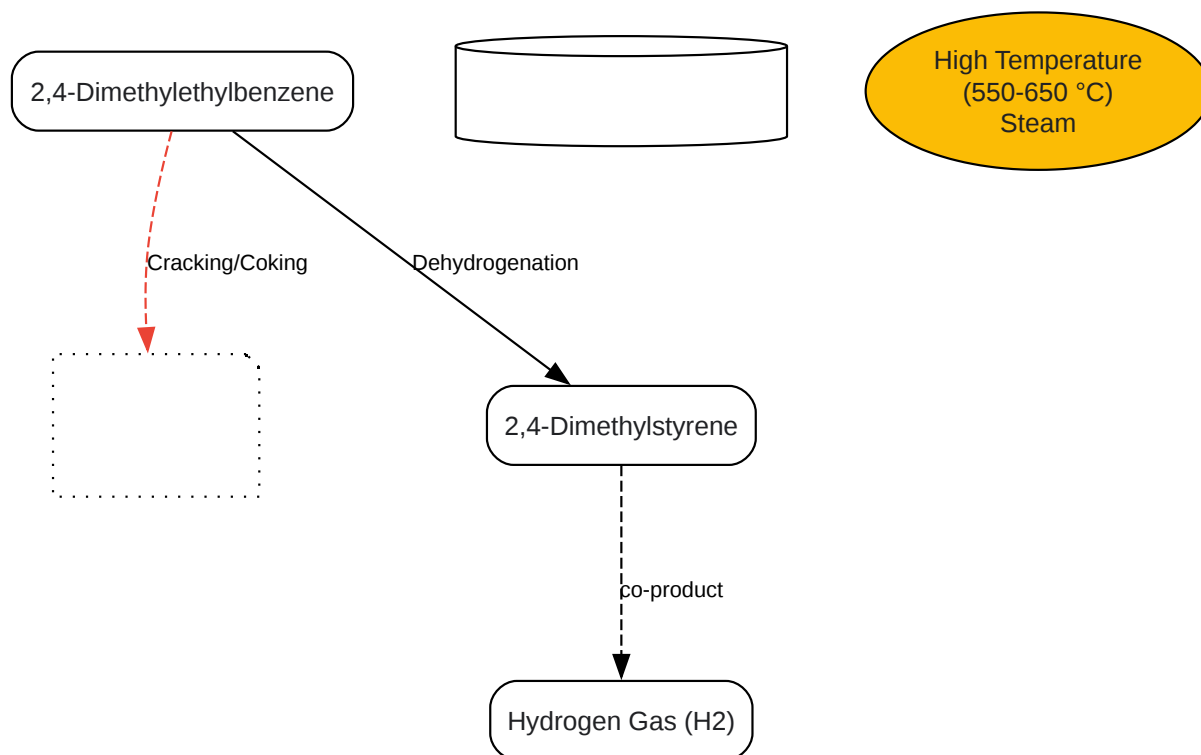 2,4-Dimethylethylbenzene
High Temperature
(550-650 °C)
Steam
Cracking/Coking
Dehydrogenation
2,4-Dimethylstyrene
co-product
Hydrogen Gas (H2)